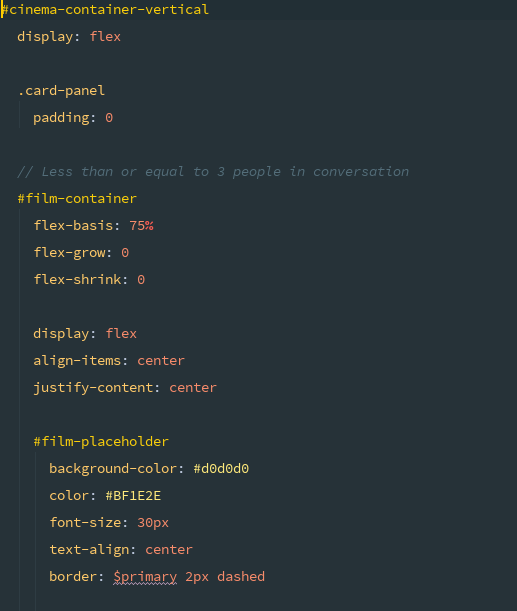 #cinema-container-vertical
display: flex
.card-panel
padding: 0
// Less than or equal to 3 people in conversation
#film-container
flex-basis: 75%
flex-grow: 0
flex-shrink: 0
display: flex
align-items: center
justify-content: center
#film-placeholder
background-color: #d0d0d0
color: #BF1E2E
font-size: 30px
text-align: center
border: $primary 2px dashed